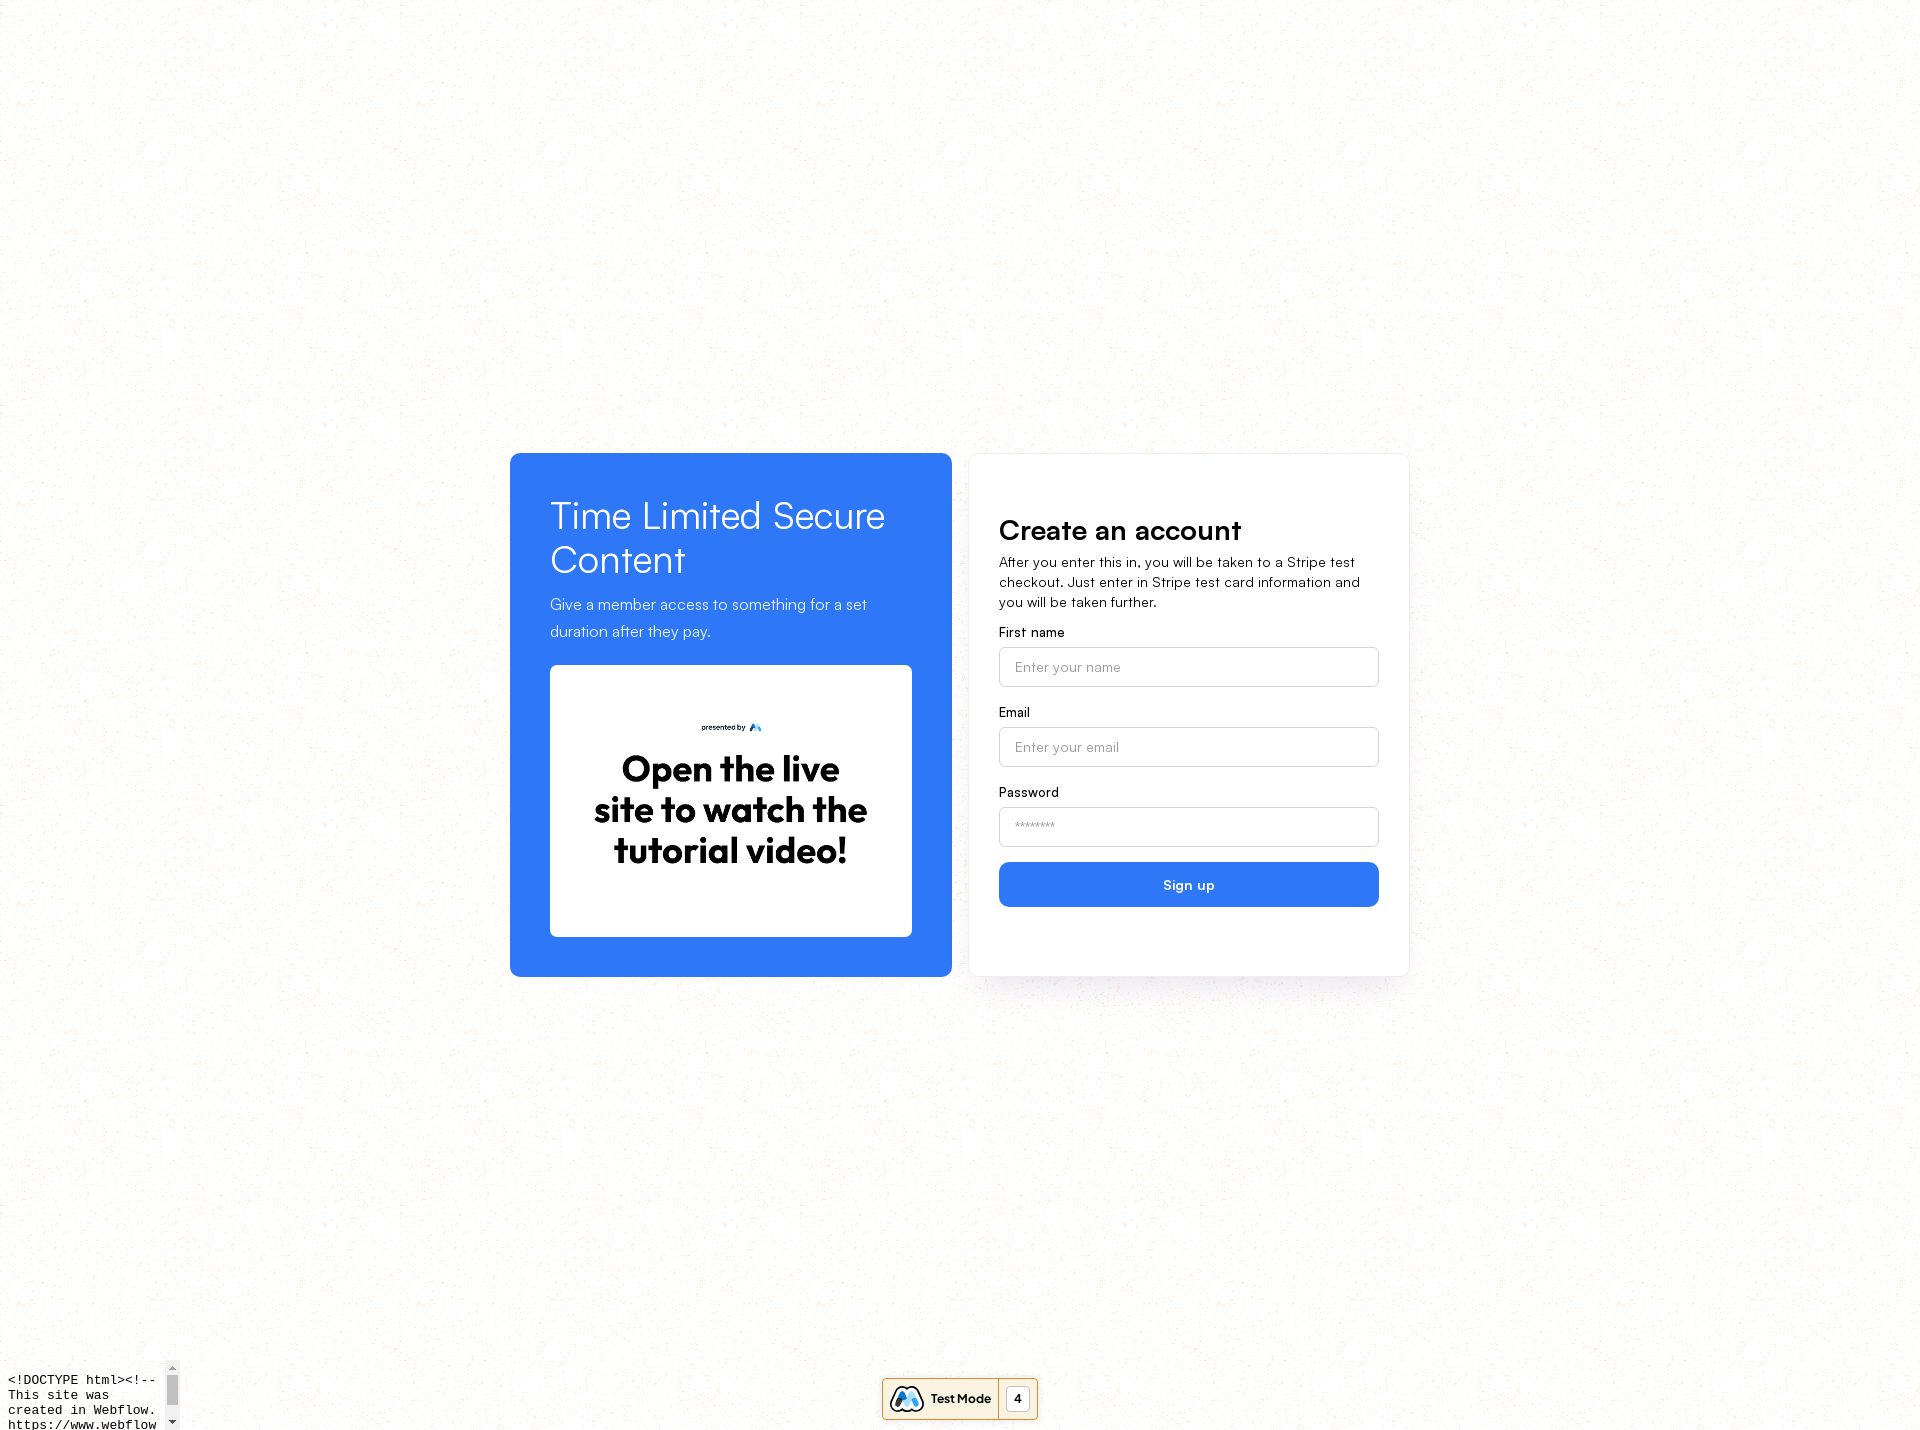 Time Limited Secure
Content
Give a member access to something for a set
duration after they pay.
presented by
Open the live
site to watch the
tutorial video!
Create an account
After you enter this in, you will be taken to a Stripe test
checkout. Just enter in Stripe test card information and
you will be taken further.
First name
Enter your name
Email
Enter your email
Password
********
Sign up
<!DOCTYPE html><!--
This site was
created in Webflow.
https://www.webflow
Test Mode
4